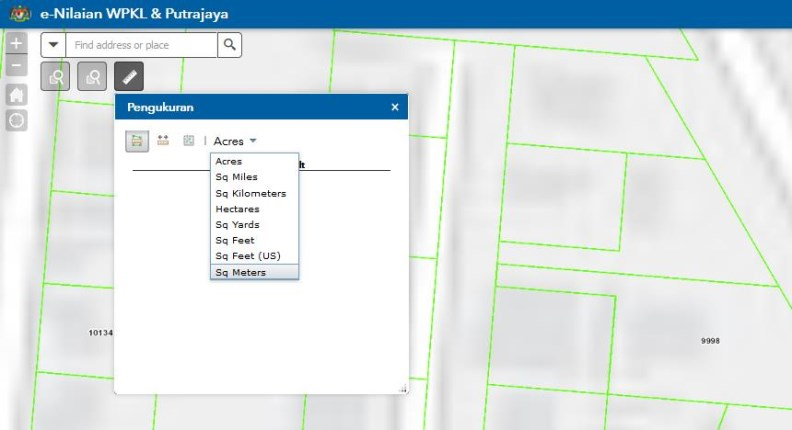 e-Nilaian WPKL & Putrajaya
Find address or place
Pengukuran
Acres
Acres
lt
Sq Miles
Sq Kilometers
Hectares
Sq Yards
Sq Feet
Sq Feet (US)
Sq Meters
10134
9998